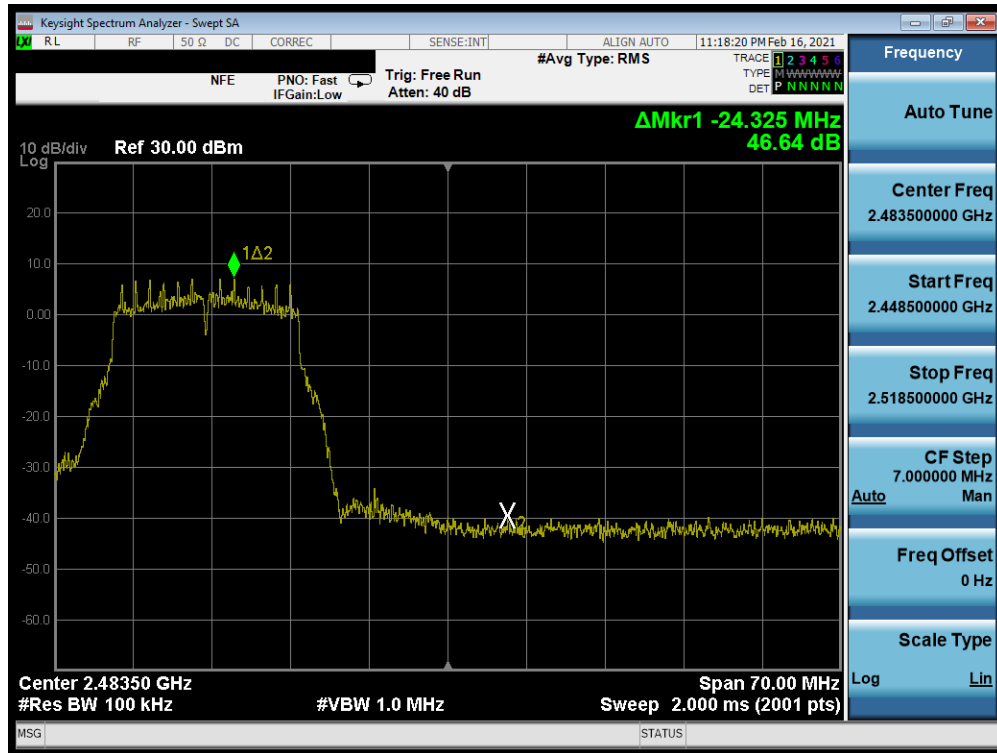 Keysight Spectrum Analyzer - Swept SA
LXI RL RF 50 Ω DC CORREC SENSE:INT ALIGN AUTO 11:18:20 PM Feb 16, 2021
#Avg Type: RMS
TRACE 1 2 3 4 5 6
NFE PNO: Fast Trig: Free Run TYPE M WWWWW
IFGain:Low Atten: 40 dB DET P N N N N N
ΔMkr1 -24.325 MHz
46.64 dB
10 dB/div Ref 30.00 dBm
Log
20.0
1Δ2
10.0
0.00
-10.0
-20.0
-30.0
-40.0
X2
-50.0
-60.0
Center 2.48350 GHz Span 70.00 MHz
#Res BW 100 kHz #VBW 1.0 MHz Sweep 2.000 ms (2001 pts)
MSG STATUS
Frequency
Auto Tune
Center Freq
2.483500000 GHz
Start Freq
2.448500000 GHz
Stop Freq
2.518500000 GHz
CF Step
7.000000 MHz
Auto Man
Freq Offset
0 Hz
Scale Type
Log Lin